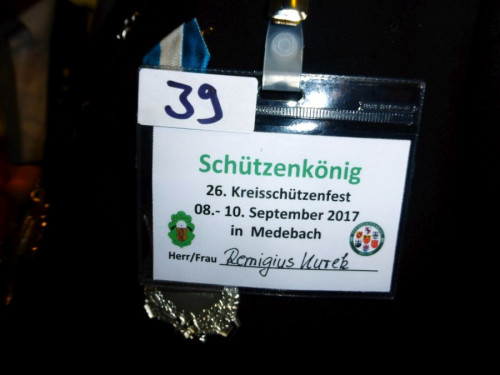 39
Schützenkönig
26. Kreisschützenfest
08.- 10. September 2017
in Medebach
Herr/Frau Remigius Kurek